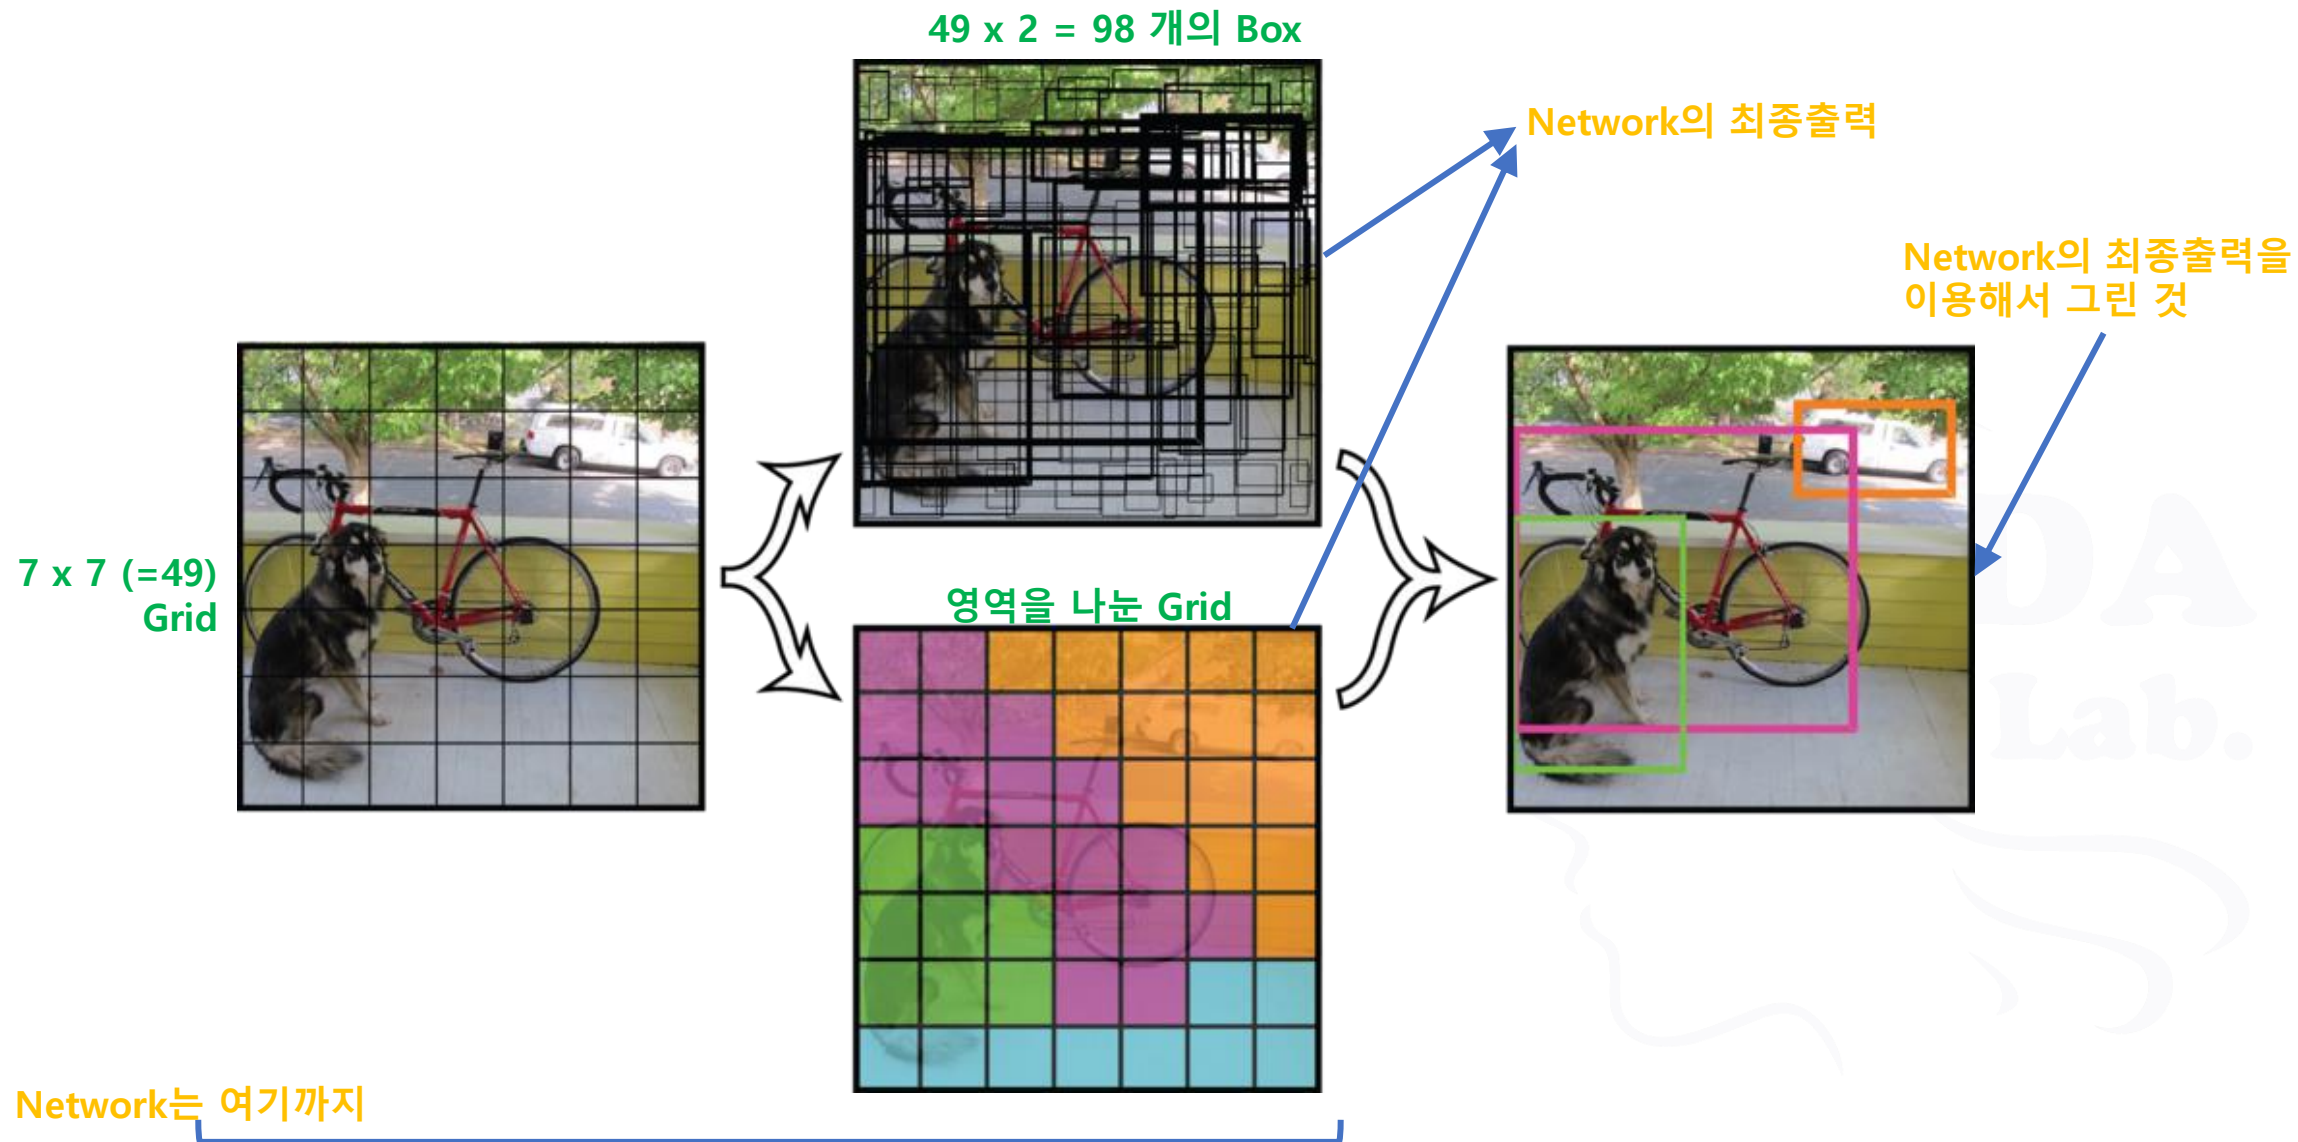 49 x 2 = 98 개의 Box
Network의 최종출력
Network의 최종출력을
이용해서 그린 것
7 x 7 (=49)
Grid
영역을 나눈 Grid
DA
Lab.
Network는 여기까지